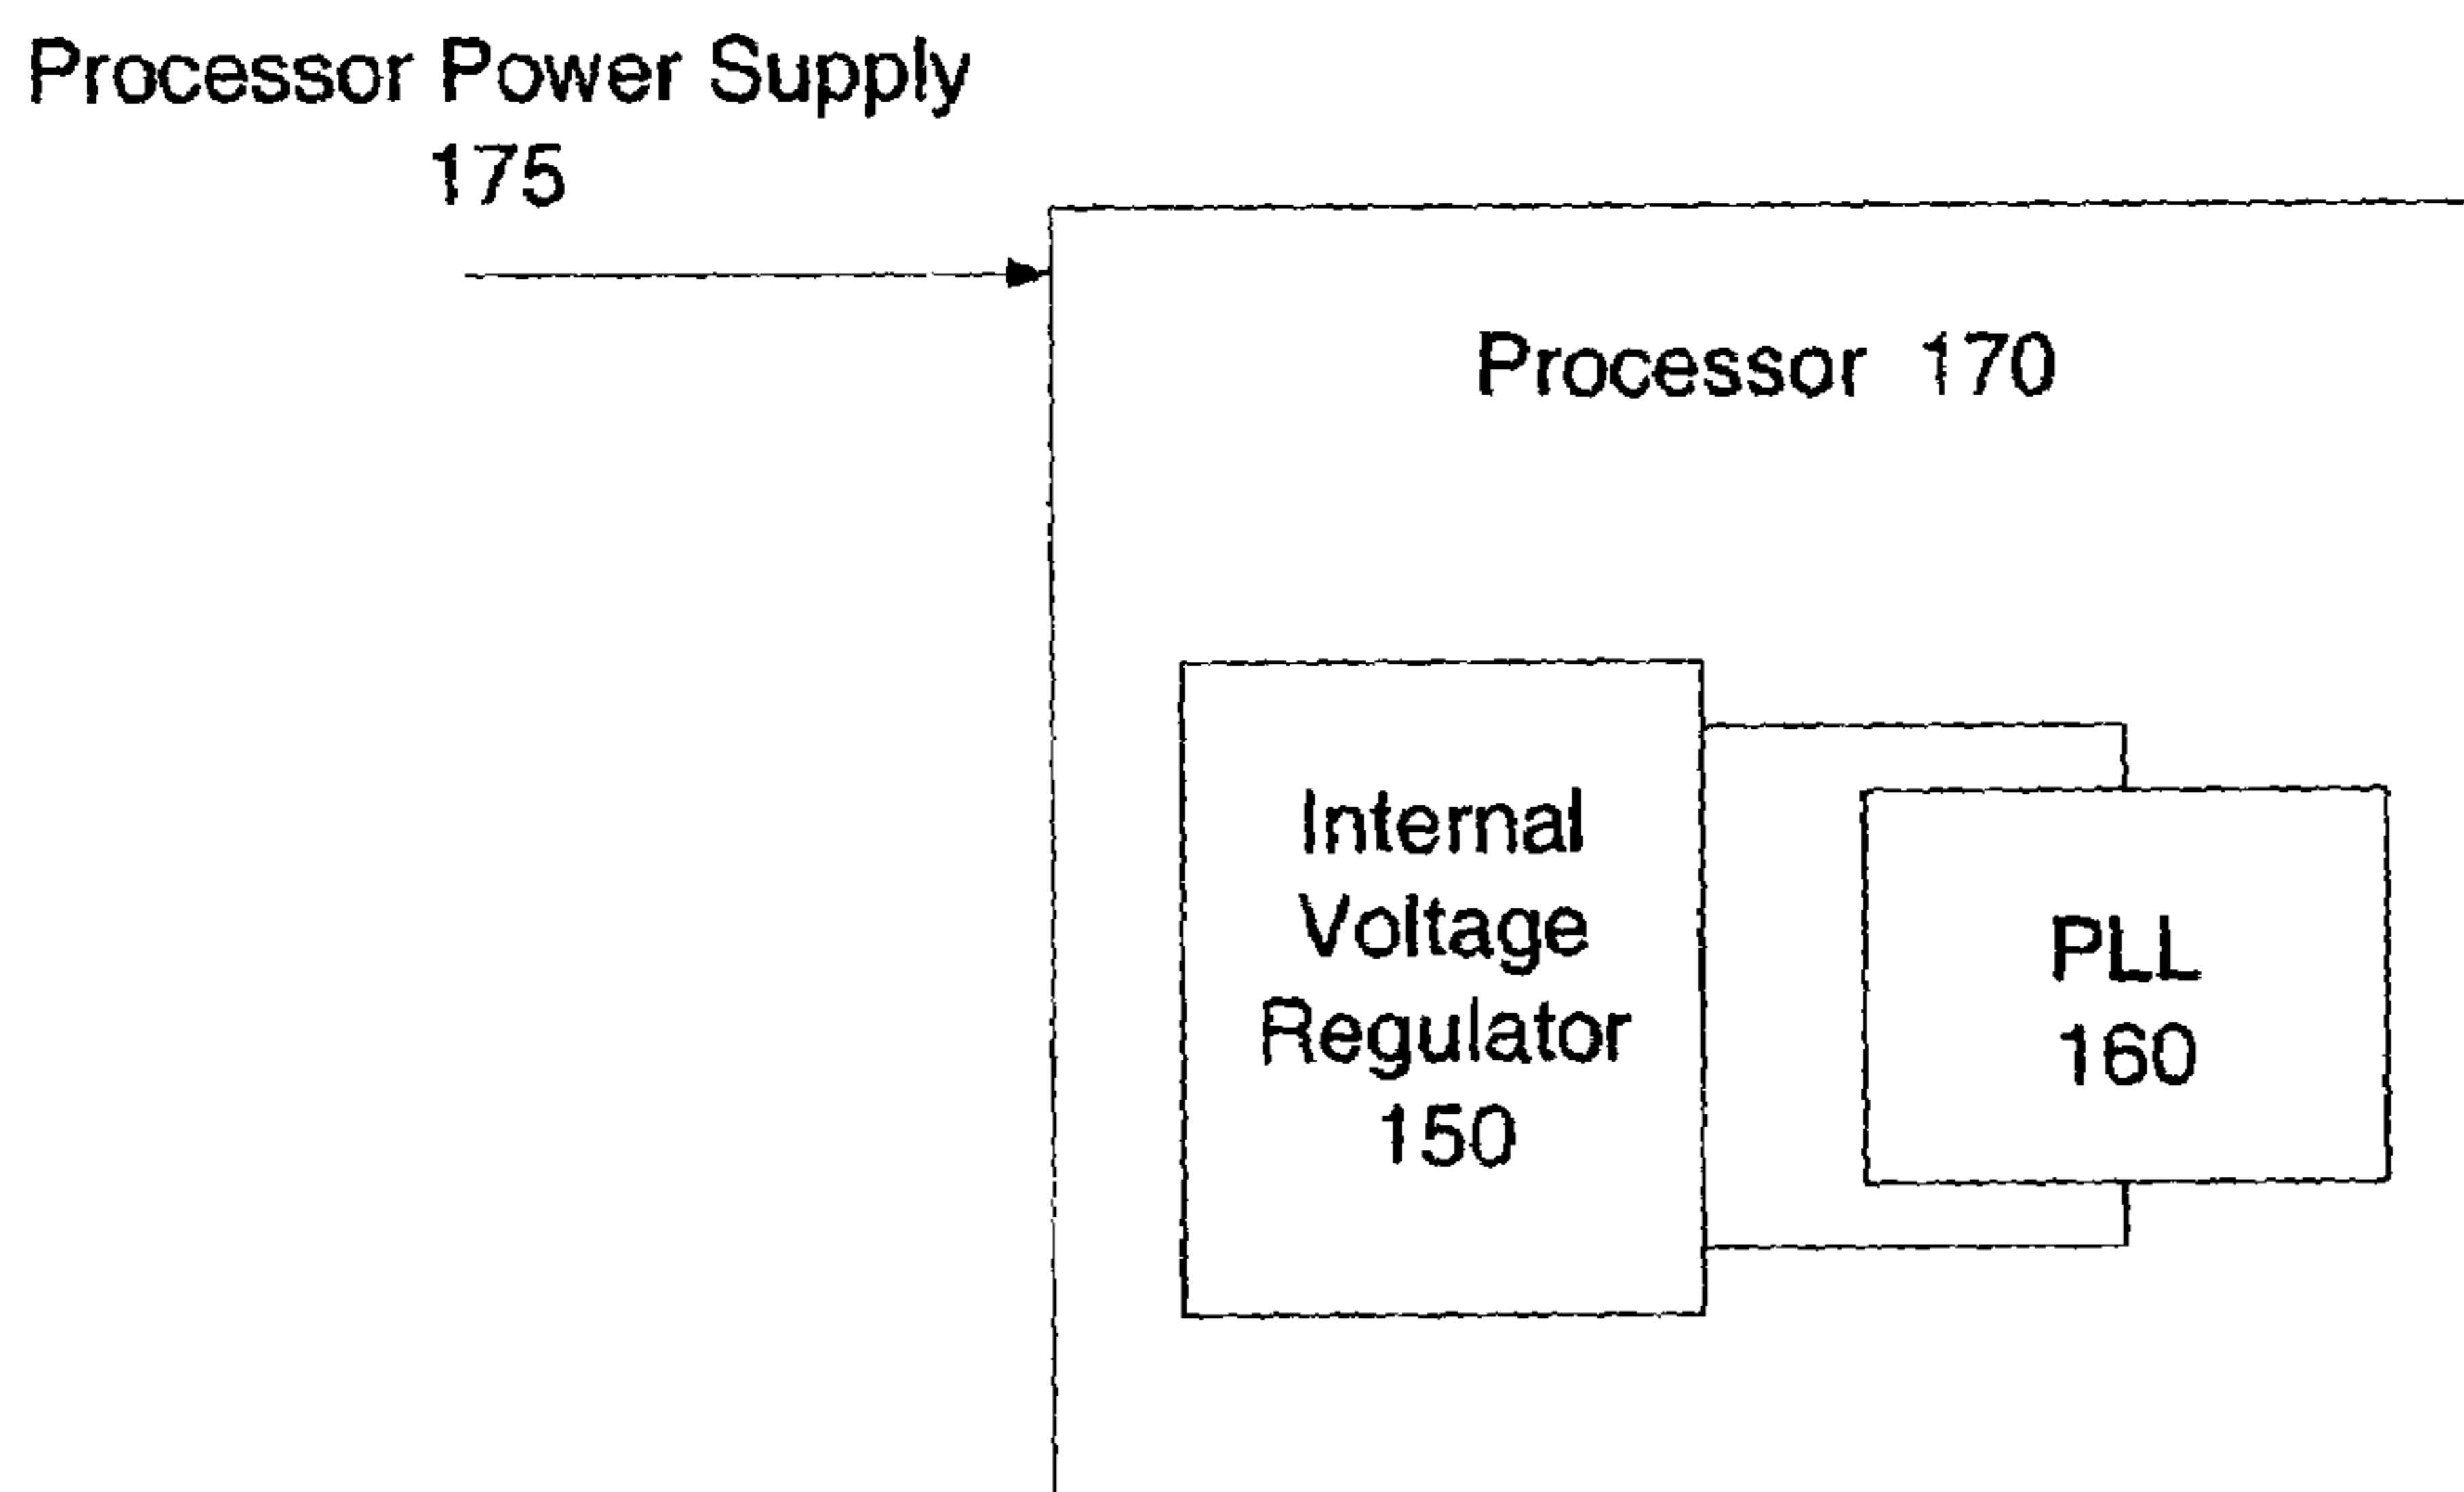 Processor Power Supply
175
Processor 170
Internal
Voltage
Regulator
150
PLL
160